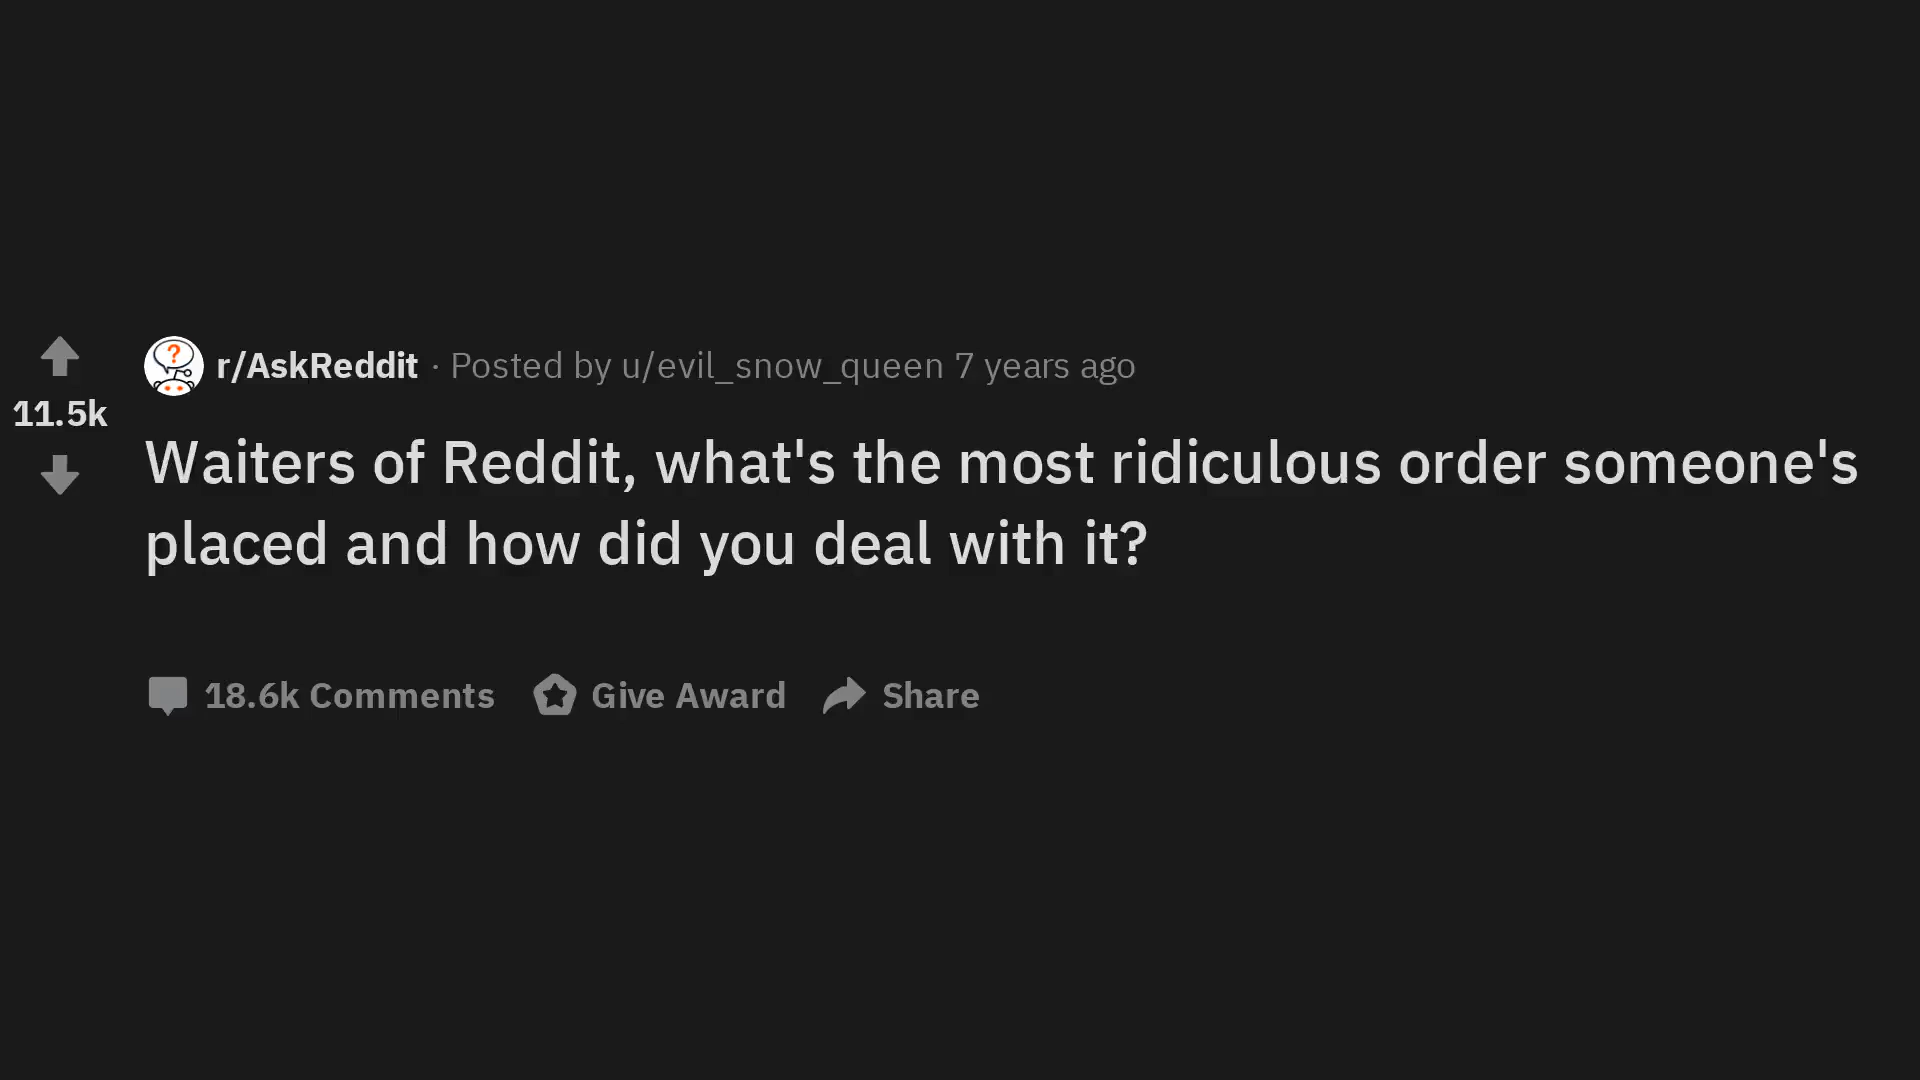 r/AskReddit · Posted by u/evil_snow_queen 7 years ago
11.5k
Waiters of Reddit, what's the most ridiculous order someone's
placed and how did you deal with it?
18.6k Comments Give Award Share